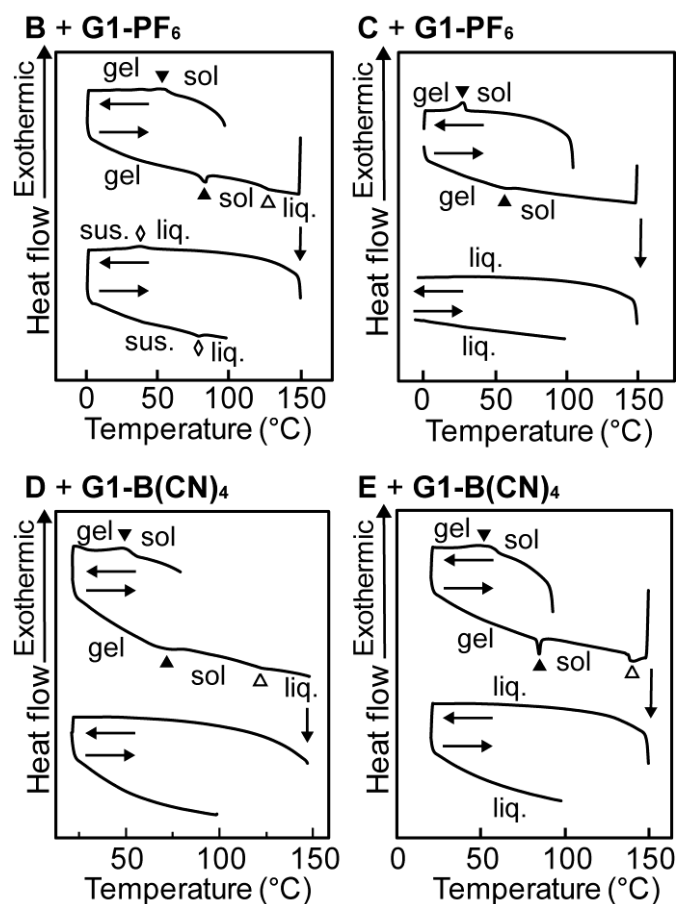 B + G1-PF6
Heat flow Exothermic
gel ▼ sol
gel ▲ sol △ liq.
sus. ◊ liq.
sus. ◊ liq.
0 50 100 150
Temperature (°C)
C + G1-PF6
Heat flow Exothermic
gel ▼ sol
gel ▲ sol
liq.
liq.
0 50 100 150
Temperature (°C)
D + G1-B(CN)4
Heat flow Exothermic
gel ▼ sol
gel ▲ sol △ liq.
50 100 150
Temperature (°C)
E + G1-B(CN)4
Heat flow Exothermic
gel ▼ sol
gel ▲ sol △
liq.
liq.
0 50 100 150
Temperature (°C)